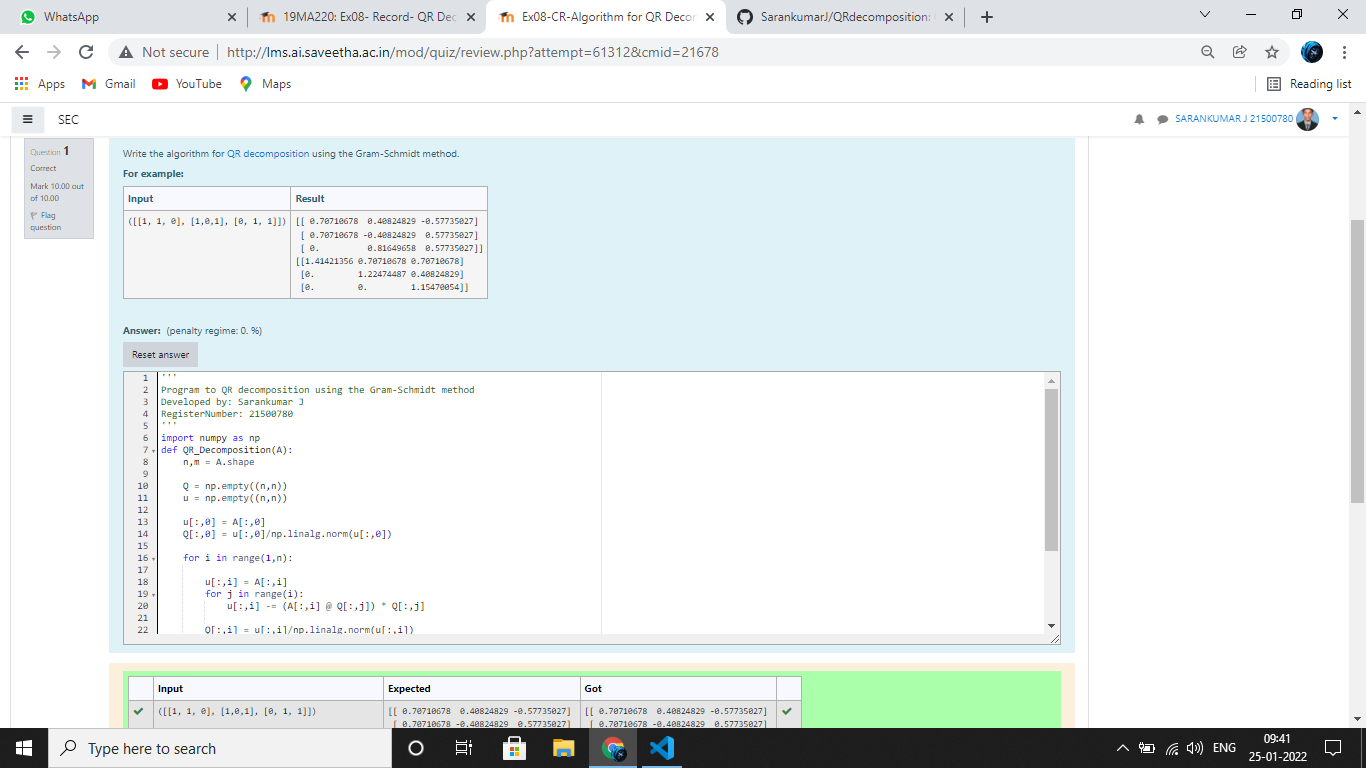 WhatsApp
19MA220: Ex08- Record- QR Dec
Ex08-CR-Algorithm for QR Decor
SarankumarJ/QRdecomposition:
Not secure
http://lms.ai.saveetha.ac.in/mod/quiz/review.php?attempt=61312&cmid=21678
Apps
Gmail
YouTube
Maps
Reading list
SEC
SARANKUMAR J 21500780
Question 1
Correct
Mark 10.00 out
of 10.00
Flag
question
Write the algorithm for QR decomposition using the Gram-Schmidt method.
For example:
Input Result
([[1, 1, 0], [1,0,1], [0, 1, 1]]) [[ 0.70710678 0.40824829 -0.57735027]
[ 0.70710678 -0.40824829 0.57735027]
[ 0. 0.81649658 0.57735027]]
[[1.41421356 0.70710678 0.70710678]
[0. 1.22474487 0.40824829]
[0. 0. 1.15470054]]
Answer: (penalty regime: 0. %)
Reset answer
1 '''
2 Program to QR decomposition using the Gram-Schmidt method
3 Developed by: Sarankumar J
4 RegisterNumber: 21500780
5 '''
6 import numpy as np
7 def QR_Decomposition(A):
8 n,m = A.shape
9
10 Q = np.empty((n,n))
11 u = np.empty((n,n))
12
13 u[:,0] = A[:,0]
14 Q[:,0] = u[:,0]/np.linalg.norm(u[:,0])
15
16 for i in range(1,n):
17
18 u[:,i] = A[:,i]
19 for j in range(i):
20 u[:,i] -= (A[:,i] @ Q[:,j]) * Q[:,j]
21
22 Q[:,i] = u[:,i]/np.linalg.norm(u[:,i])
Input Expected Got
([[1, 1, 0], [1,0,1], [0, 1, 1]]) [[ 0.70710678 0.40824829 -0.57735027] [[ 0.70710678 0.40824829 -0.57735027]
[ 0.70710678 -0.40824829 0.57735027] [ 0.70710678 -0.40824829 0.57735027]
Type here to search
ENG
09:41
25-01-2022